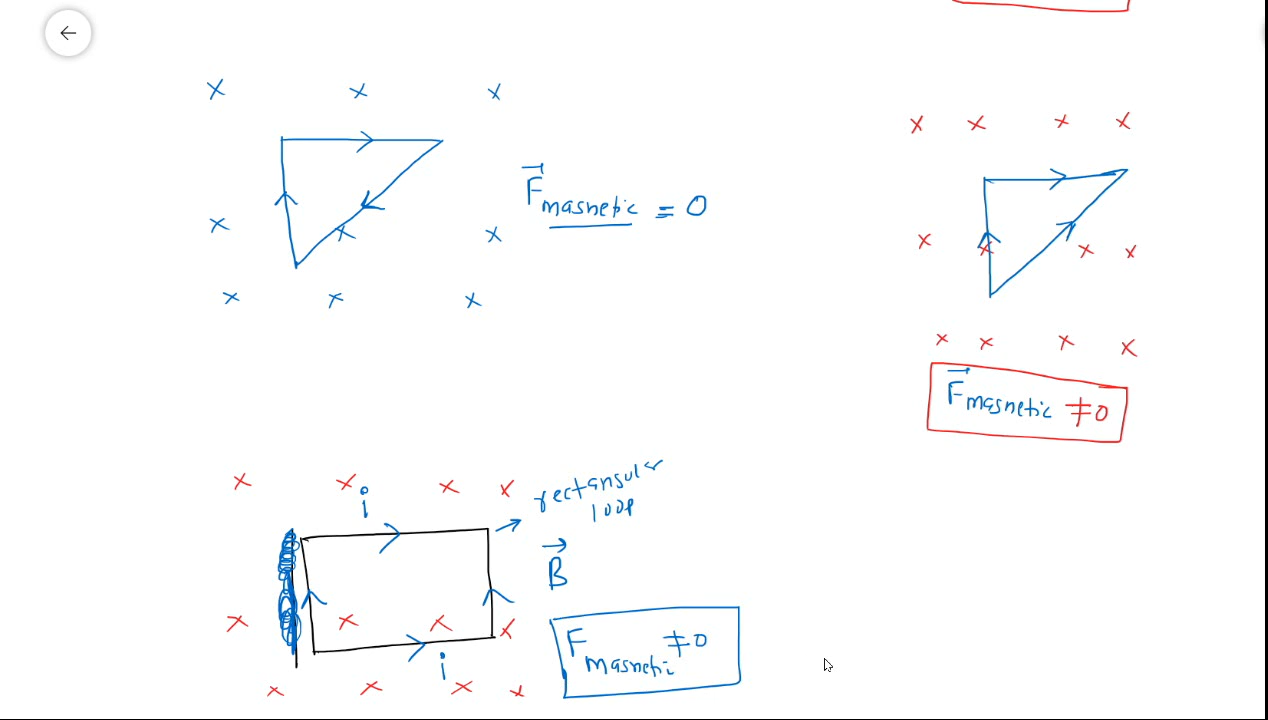 x x x
F masnetic = 0
x x x
x x x
x x x x
x x x x
x x x x
F masnetic ≠0
x x x x
i
rectansular
loop
B
x x x x
F masnetic ≠0
i
x x x x